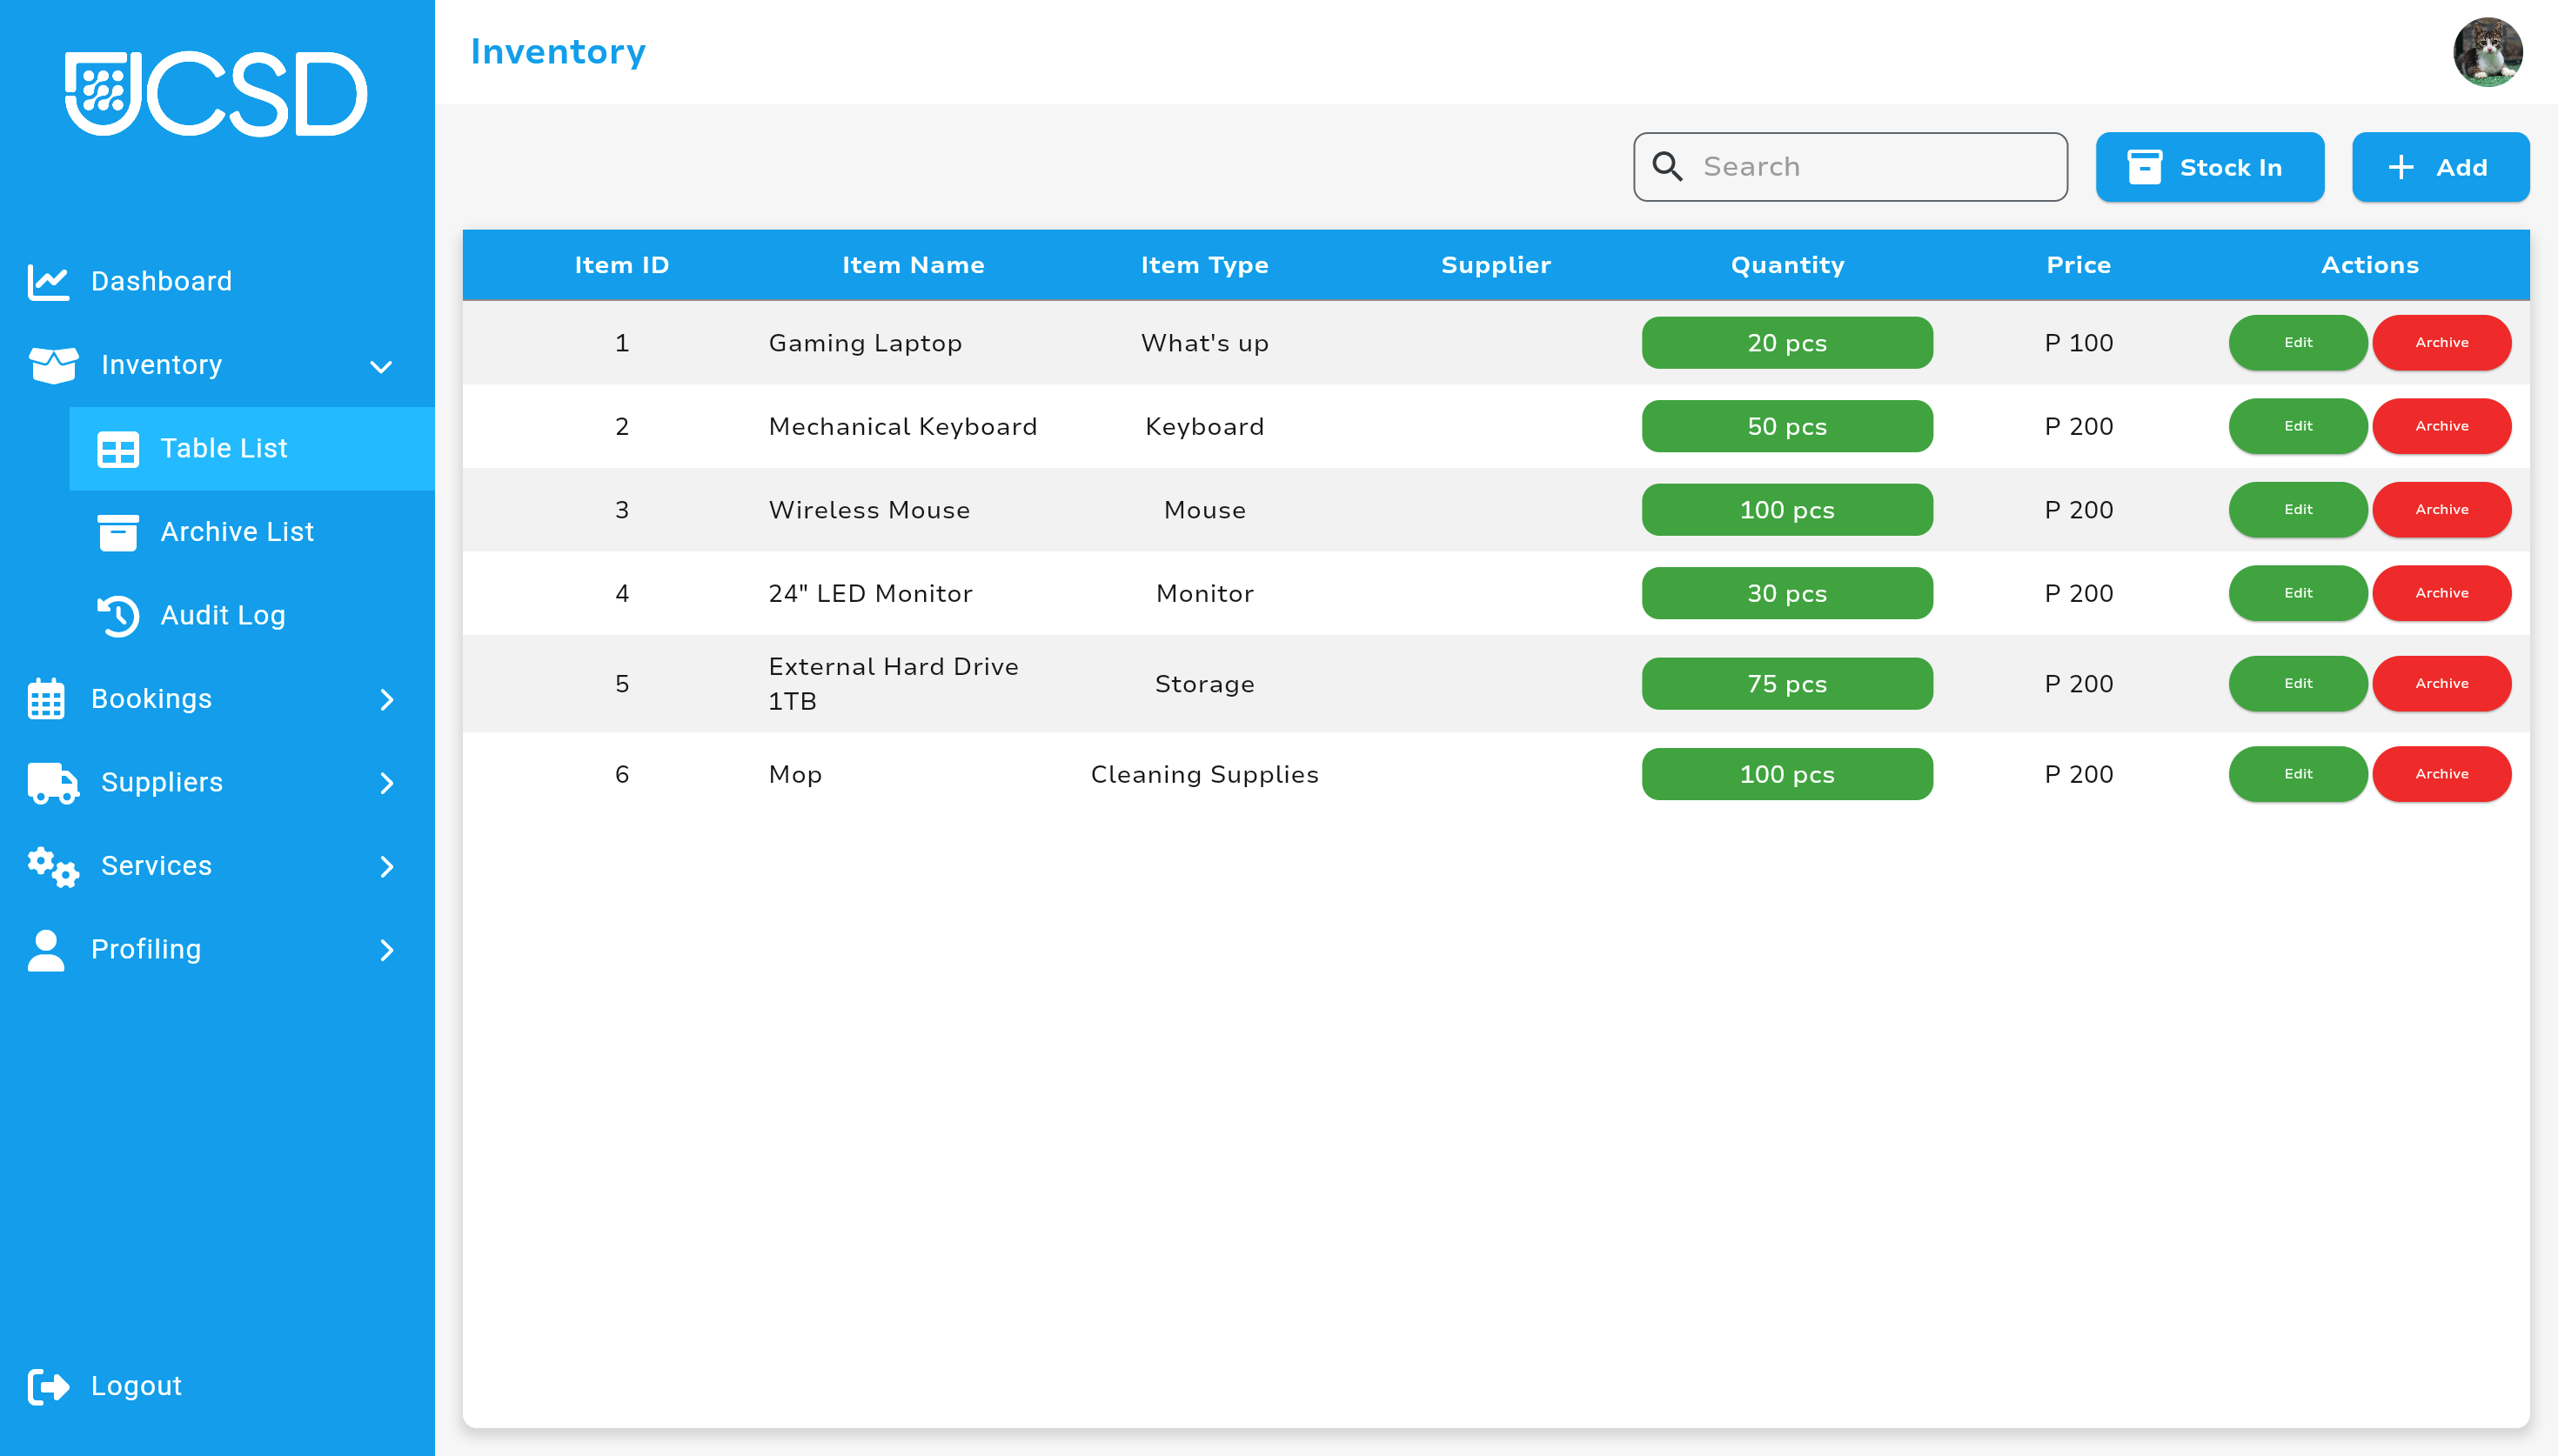 UCSD
Inventory
Search
Stock In
Add
Dashboard
Inventory
Table List
Archive List
Audit Log
Bookings
Suppliers
Services
Profiling
Logout
Item ID Item Name Item Type Supplier Quantity Price Actions
1 Gaming Laptop What's up 20 pcs P 100 Edit Archive
2 Mechanical Keyboard Keyboard 50 pcs P 200 Edit Archive
3 Wireless Mouse Mouse 100 pcs P 200 Edit Archive
4 24" LED Monitor Monitor 30 pcs P 200 Edit Archive
5 External Hard Drive
1TB Storage 75 pcs P 200 Edit Archive
6 Mop Cleaning Supplies 100 pcs P 200 Edit Archive